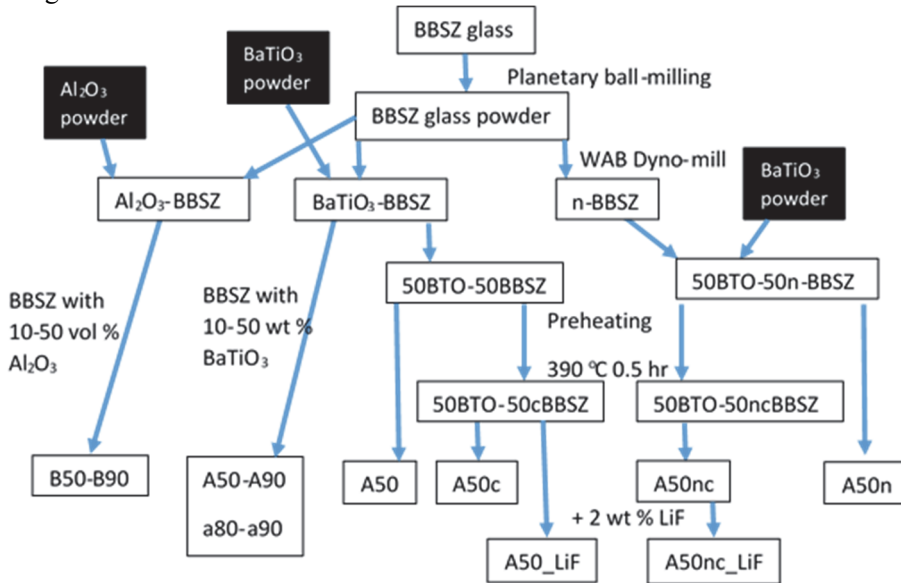 BBSZ glass
BaTiO₃
powder
Al₂O₃
powder
Planetary ball-milling
BBSZ glass powder
WAB Dyno-mill
BaTiO₃
powder
Al₂O₃-BBSZ
BaTiO₃-BBSZ
n-BBSZ
50BTO-50BBSZ
50BTO-50n-BBSZ
BBSZ with
10-50 vol %
Al₂O₃
BBSZ with
10-50 wt %
BaTiO₃
Preheating
390 °C 0.5 hr
50BTO-50cBBSZ
50BTO-50ncBBSZ
B50-B90
A50-A90
a80-a90
A50
A50c
A50nc
A50n
+ 2 wt % LiF
A50_LiF
A50nc_LiF